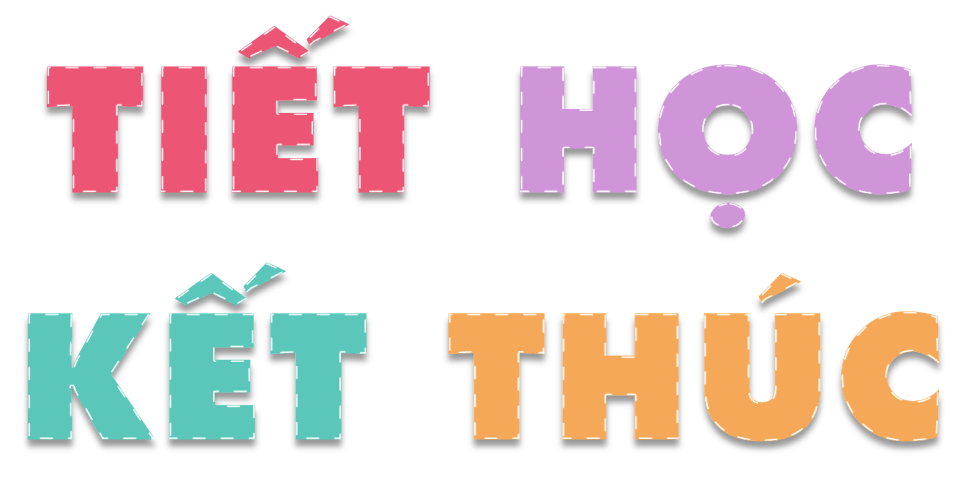 TIẾT HỌC
KẾT THÚC